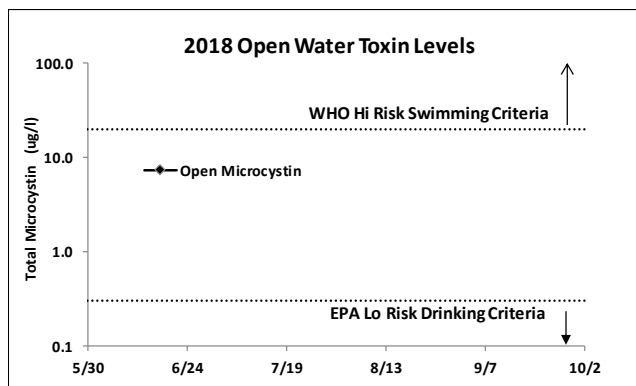 2018 Open Water Toxin Levels
100.0
WHO Hi Risk Swimming Criteria
10.0
Open Microcystin
Total Microcystin (ug/l)
1.0
EPA Lo Risk Drinking Criteria
0.1
5/30 6/24 7/19 8/13 9/7 10/2